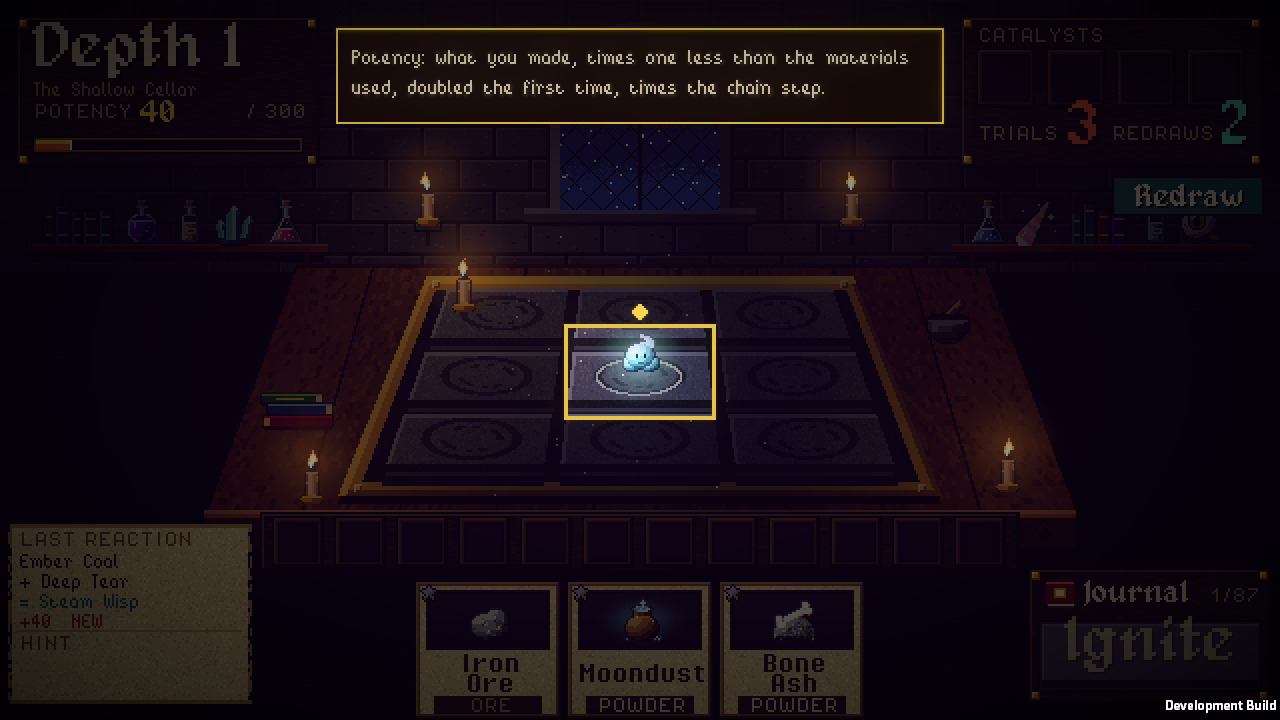 Depth 1
The Shallow Cellar
POTENCY 40 / 300
Potency: what you made, times one less than the materials
used, doubled the first time, times the chain step.
CATALYSTS
TRIALS 3 REDRAWS 2
Redraw
LAST REACTION
Ember Coal
+ Deep Tear
= Steam Wisp
+40 NEW
HINT
Iron
Ore
ORE
Moondust
POWDER
Bone
Ash
POWDER
Journal 1/87
Ignite
Development Build